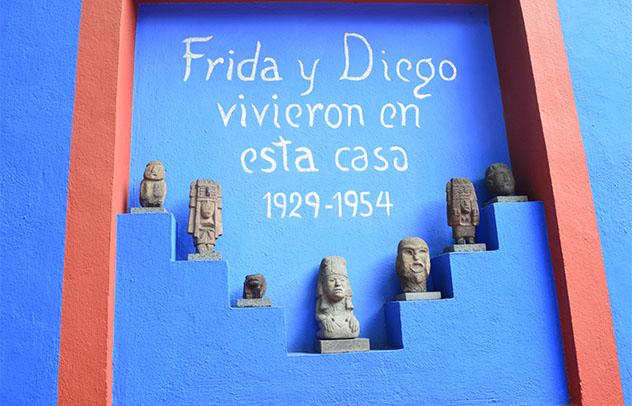 Frida y Diego
vivieron en
esta casa
1929-1954